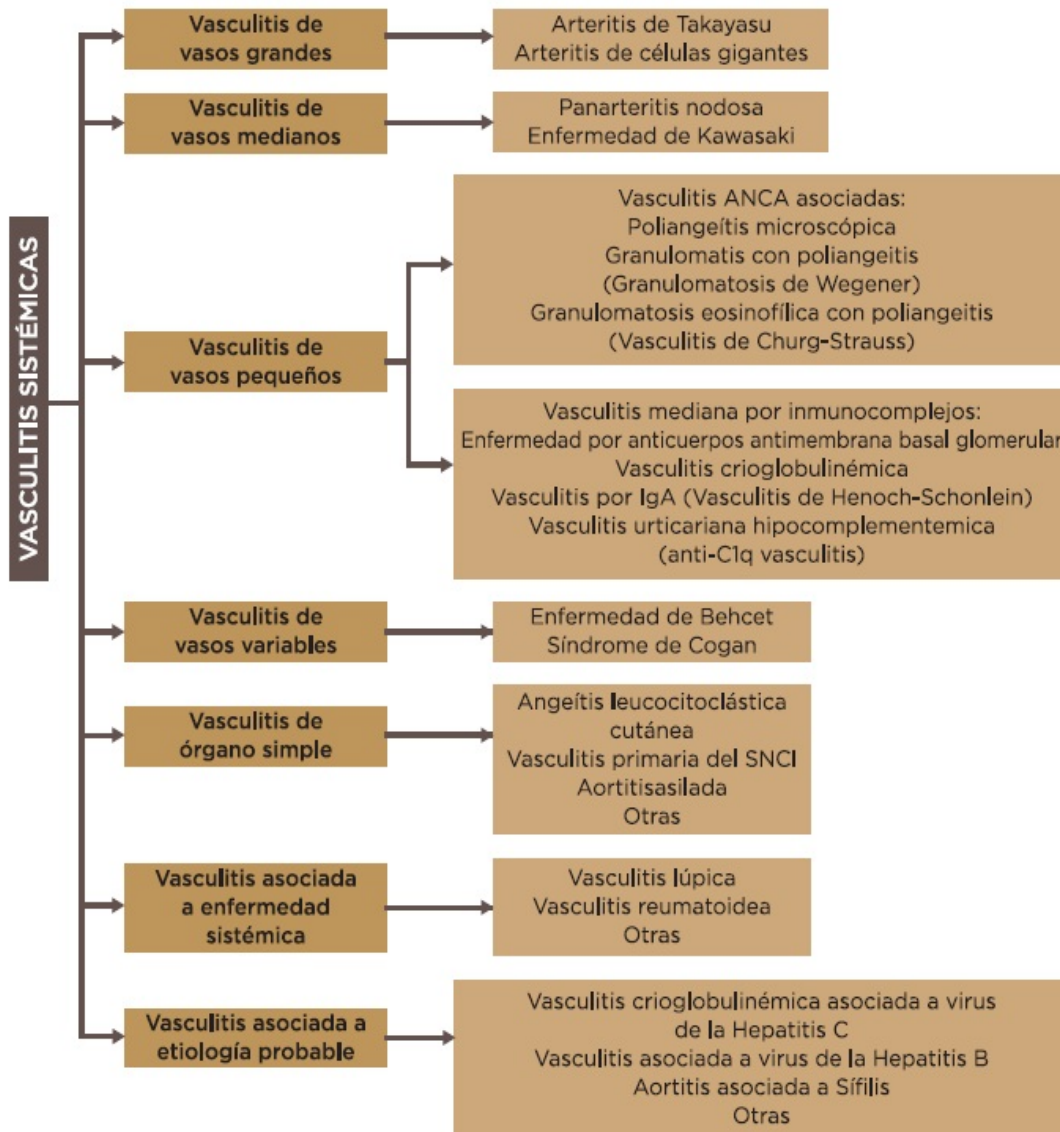 VASCULITIS SISTÉMICAS
Vasculitis de
vasos grandes
Arteritis de Takayasu
Arteritis de células gigantes
Vasculitis de
vasos medianos
Panarteritis nodosa
Enfermedad de Kawasaki
Vasculitis de
vasos pequeños
Vasculitis ANCA asociadas:
Poliangeítis microscópica
Granulomatis con poliangeitis
(Granulomatosis de Wegener)
Granulomatosis eosinofílica con poliangeitis
(Vasculitis de Churg-Strauss)
Vasculitis mediana por inmunocomplejos:
Enfermedad por anticuerpos antimembrana basal glomerular
Vasculitis crioglobulinémica
Vasculitis por IgA (Vasculitis de Henoch-Schonlein)
Vasculitis urticariana hipocomplementemica
(anti-C1q vasculitis)
Vasculitis de
vasos variables
Enfermedad de Behcet
Síndrome de Cogan
Vasculitis de
órgano simple
Angeítis leucocitoclástica
cutánea
Vasculitis primaria del SNCI
Aortitisasilada
Otras
Vasculitis asociada
a enfermedad
sistémica
Vasculitis lúpica
Vasculitis reumatoidea
Otras
Vasculitis asociada a
etiología probable
Vasculitis crioglobulinémica asociada a virus
de la Hepatitis C
Vasculitis asociada a virus de la Hepatitis B
Aortitis asociada a Sífilis
Otras